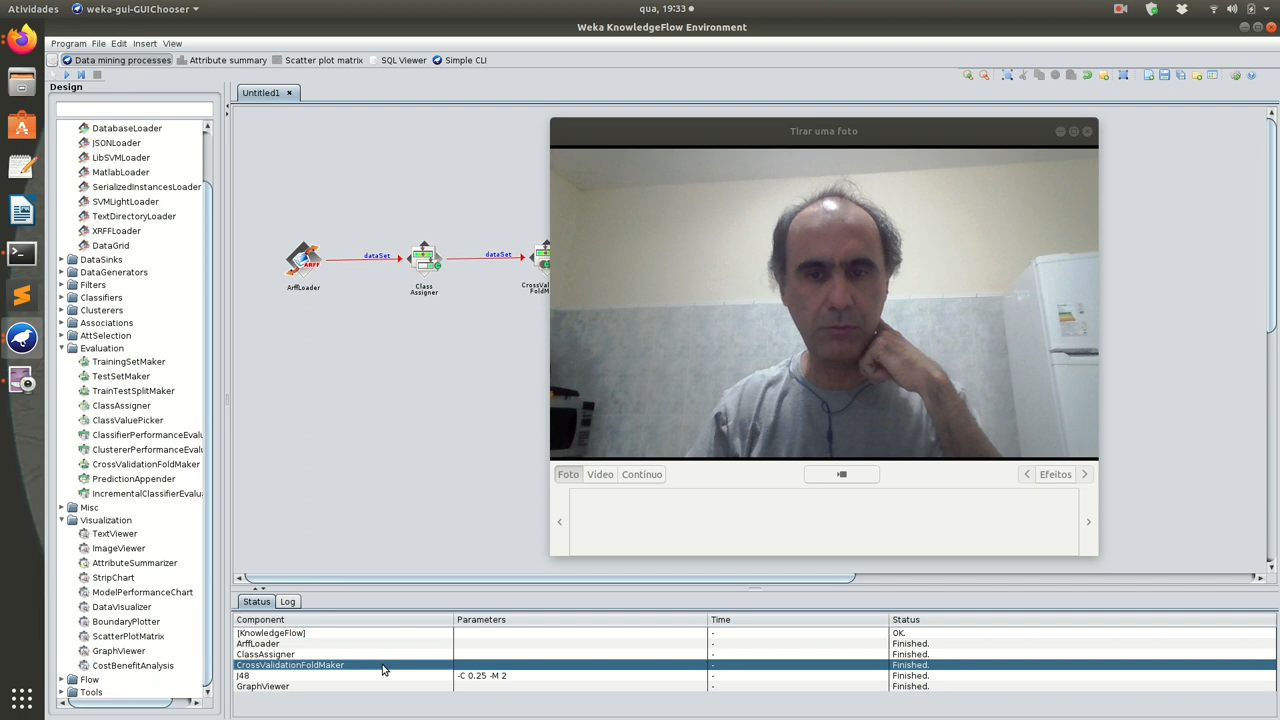 Atividades
weka-gui-GUIChooser
qua, 19:33
Weka KnowledgeFlow Environment
Program File Edit Insert View
Data mining processes
Attribute summary
Scatter plot matrix
SQL Viewer
Simple CLI
Design
Untitled1
DatabaseLoader
JSONLoader
LibSVMLoader
MatlabLoader
SerializedInstancesLoader
SVMLightLoader
TextDirectoryLoader
XRFFLoader
DataGrid
DataSinks
DataGenerators
Filters
Classifiers
Clusterers
Associations
AttSelection
Evaluation
TrainingSetMaker
TestSetMaker
TrainTestSplitMaker
ClassAssigner
ClassValuePicker
ClassifierPerformanceEvalu
ClustererPerformanceEvalu
CrossValidationFoldMaker
PredictionAppender
IncrementalClassifierEvalua
Misc
Visualization
TextViewer
ImageViewer
AttributeSummarizer
StripChart
ModelPerformanceChart
DataVisualizer
BoundaryPlotter
ScatterPlotMatrix
GraphViewer
CostBenefitAnalysis
Flow
Tools
ARFF
ArffLoader
dataSet
Class
Assigner
dataSet
CrossVal
FoldM
Tirar uma foto
Foto
Vídeo
Contínuo
Efeitos
Status
Log
Component Parameters Time Status
[KnowledgeFlow] - OK.
ArffLoader - Finished.
ClassAssigner - Finished.
CrossValidationFoldMaker - Finished.
J48 -C 0.25 -M 2 - Finished.
GraphViewer - Finished.